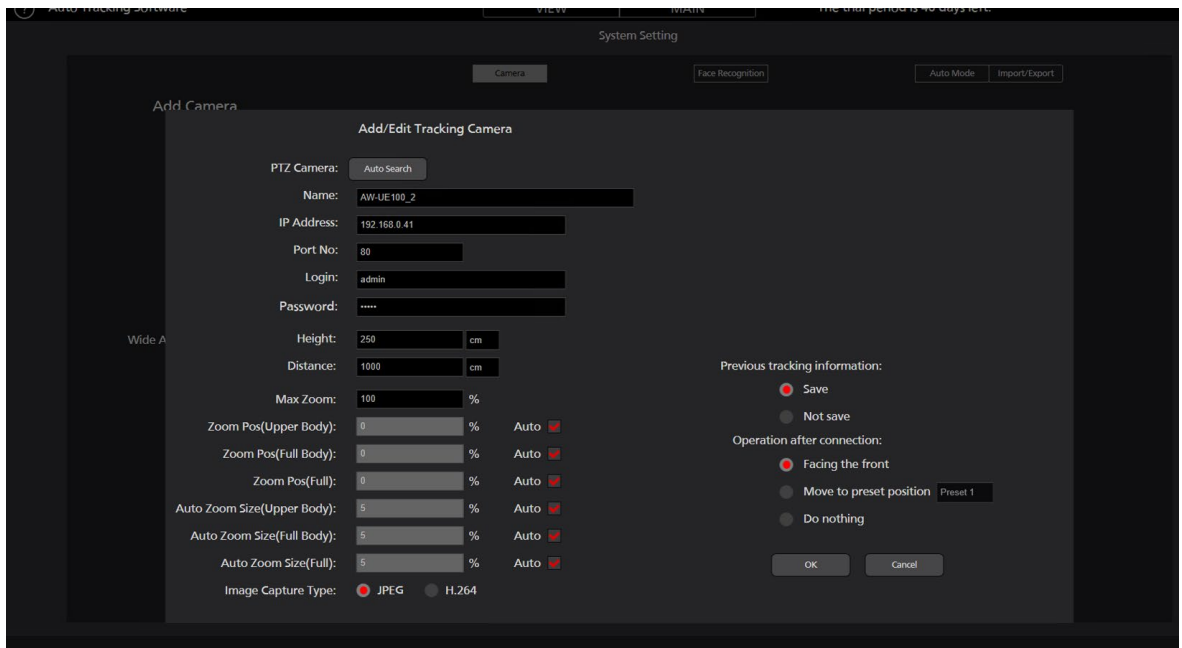 ? Auto Tracking Software VIEW MAIN The trial period is 40 days left.
System Setting
Camera Face Recognition Auto Mode Import/Export
Add Camera
Add/Edit Tracking Camera
PTZ Camera: Auto Search
Name: AW-UE100_2
IP Address: 192.168.0.41
Port No: 80
Login: admin
Password: •••••
Wide A
Height: 250 cm
Distance: 1000 cm
Max Zoom: 100 %
Zoom Pos(Upper Body): 0 % Auto
Zoom Pos(Full Body): 0 % Auto
Zoom Pos(Full): 0 % Auto
Auto Zoom Size(Upper Body): 5 % Auto
Auto Zoom Size(Full Body): 5 % Auto
Auto Zoom Size(Full): 5 % Auto
Image Capture Type: JPEG H.264
Previous tracking information:
Save
Not save
Operation after connection:
Facing the front
Move to preset position Preset 1
Do nothing
OK Cancel